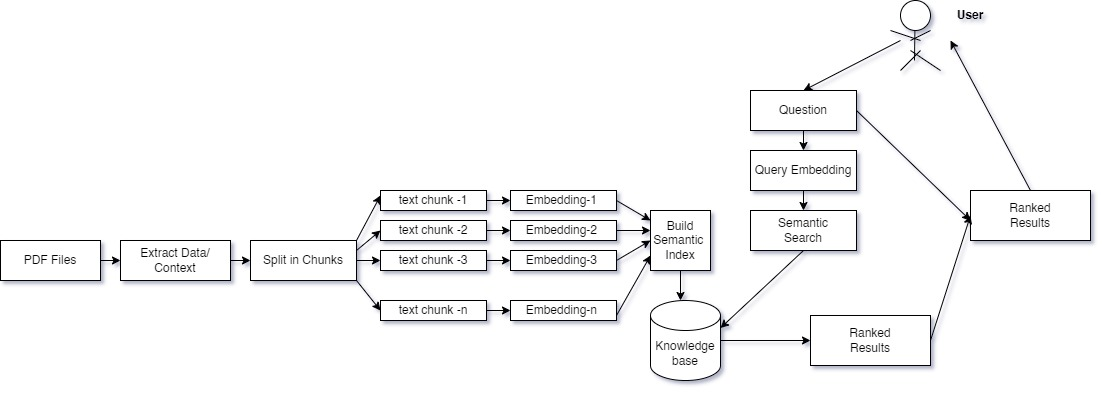 User
Question
Query Embedding
Semantic
Search
Ranked
Results
PDF Files
Extract Data/
Context
Split in Chunks
text chunk -1
Embedding-1
text chunk -2
Embedding-2
text chunk -3
Embedding-3
text chunk -n
Embedding-n
Build
Semantic
Index
Knowledge
base
Ranked
Results